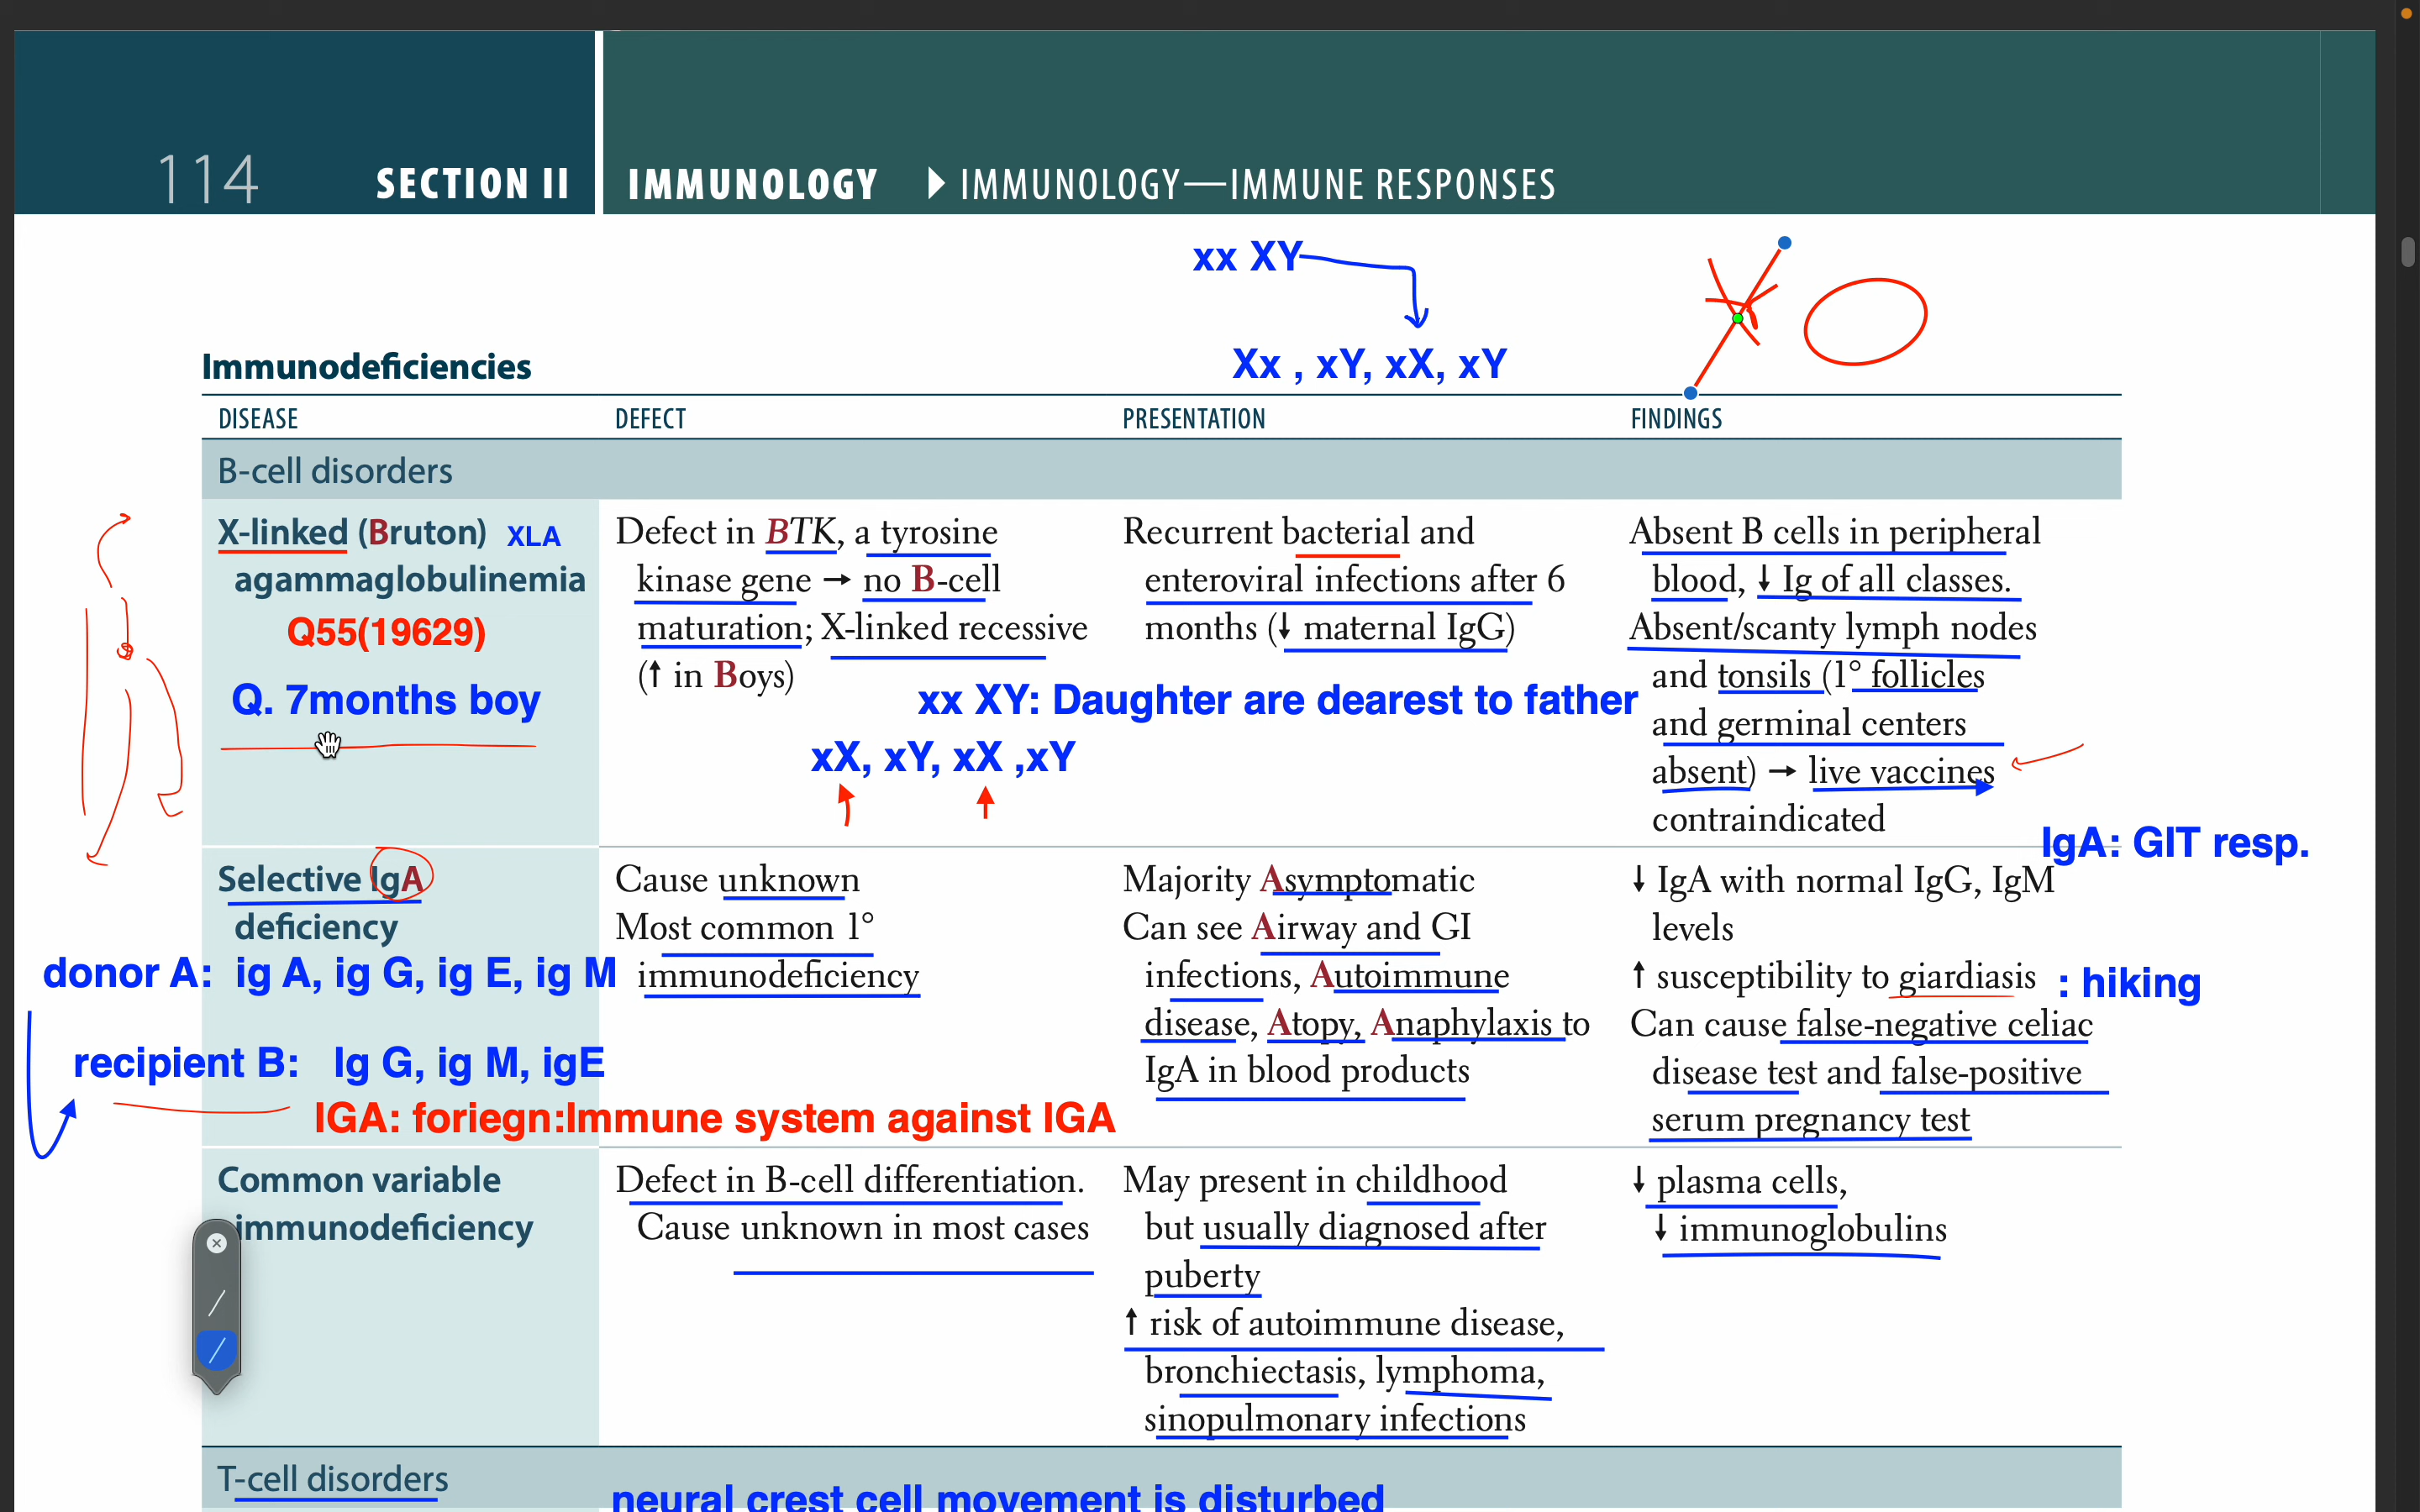 114 SECTION II IMMUNOLOGY ▶ IMMUNOLOGY—IMMUNE RESPONSES
xx XY
Xx , xY, xX, xY
Immunodeficiencies
DISEASE DEFECT PRESENTATION FINDINGS
B-cell disorders
X-linked (Bruton) XLA
agammaglobulinemia
Q55(19629)
Q. 7months boy
Defect in BTK, a tyrosine
kinase gene → no B-cell
maturation; X-linked recessive
(↑ in Boys)
xx XY: Daughter are dearest to father
xX, xY, xX ,xY
Recurrent bacterial and
enteroviral infections after 6
months (↓ maternal IgG)
Absent B cells in peripheral
blood, ↓ Ig of all classes.
Absent/scanty lymph nodes
and tonsils (1° follicles
and germinal centers
absent) → live vaccines
contraindicated
IgA: GIT resp.
Selective IgA
deficiency
donor A: ig A, ig G, ig E, ig M
recipient B: Ig G, ig M, igE
IGA: foriegn:Immune system against IGA
Cause unknown
Most common 1°
immunodeficiency
Majority Asymptomatic
Can see Airway and GI
infections, Autoimmune
disease, Atopy, Anaphylaxis to
IgA in blood products
↓ IgA with normal IgG, IgM
levels
↑ susceptibility to giardiasis : hiking
Can cause false-negative celiac
disease test and false-positive
serum pregnancy test
Common variable
immunodeficiency
Defect in B-cell differentiation.
Cause unknown in most cases
May present in childhood
but usually diagnosed after
puberty
↑ risk of autoimmune disease,
bronchiectasis, lymphoma,
sinopulmonary infections
↓ plasma cells,
↓ immunoglobulins
T-cell disorders
neural crest cell movement is disturbed